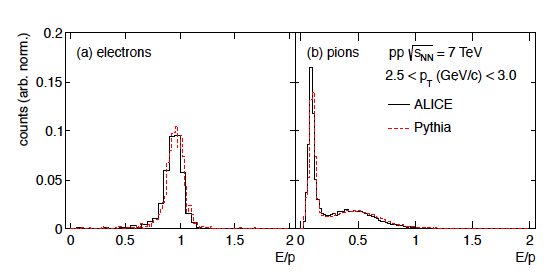 counts (arb. norm.)
0.2
0.15
0.1
0.05
0
(a) electrons
0 0.5 1 1.5 2
E/p
(b) pions
pp √sNN = 7 TeV
2.5 < pT (GeV/c) < 3.0
ALICE
Pythia
0 0.5 1 1.5 2
E/p